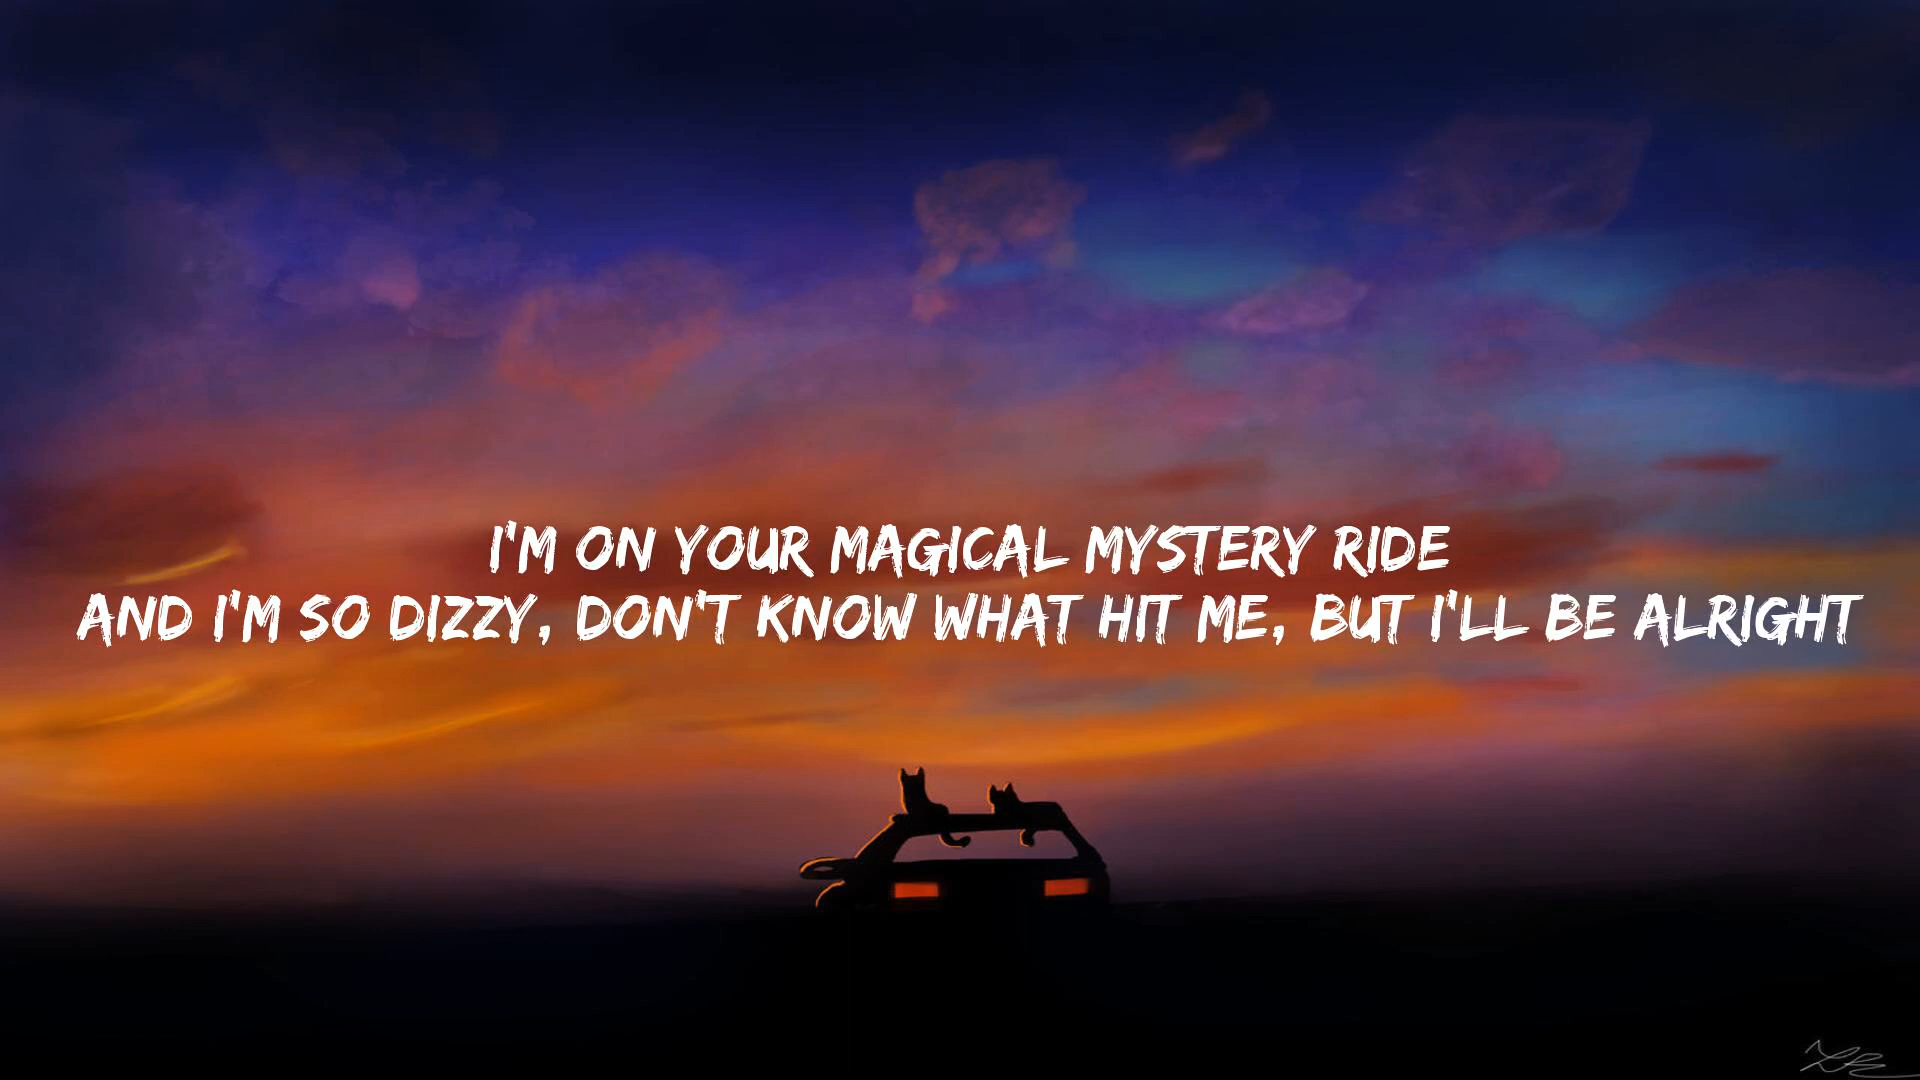 I'M ON YOUR MAGICAL MYSTERY RIDE
AND I'M SO DIZZY, DON'T KNOW WHAT HIT ME, BUT I'LL BE ALRIGHT